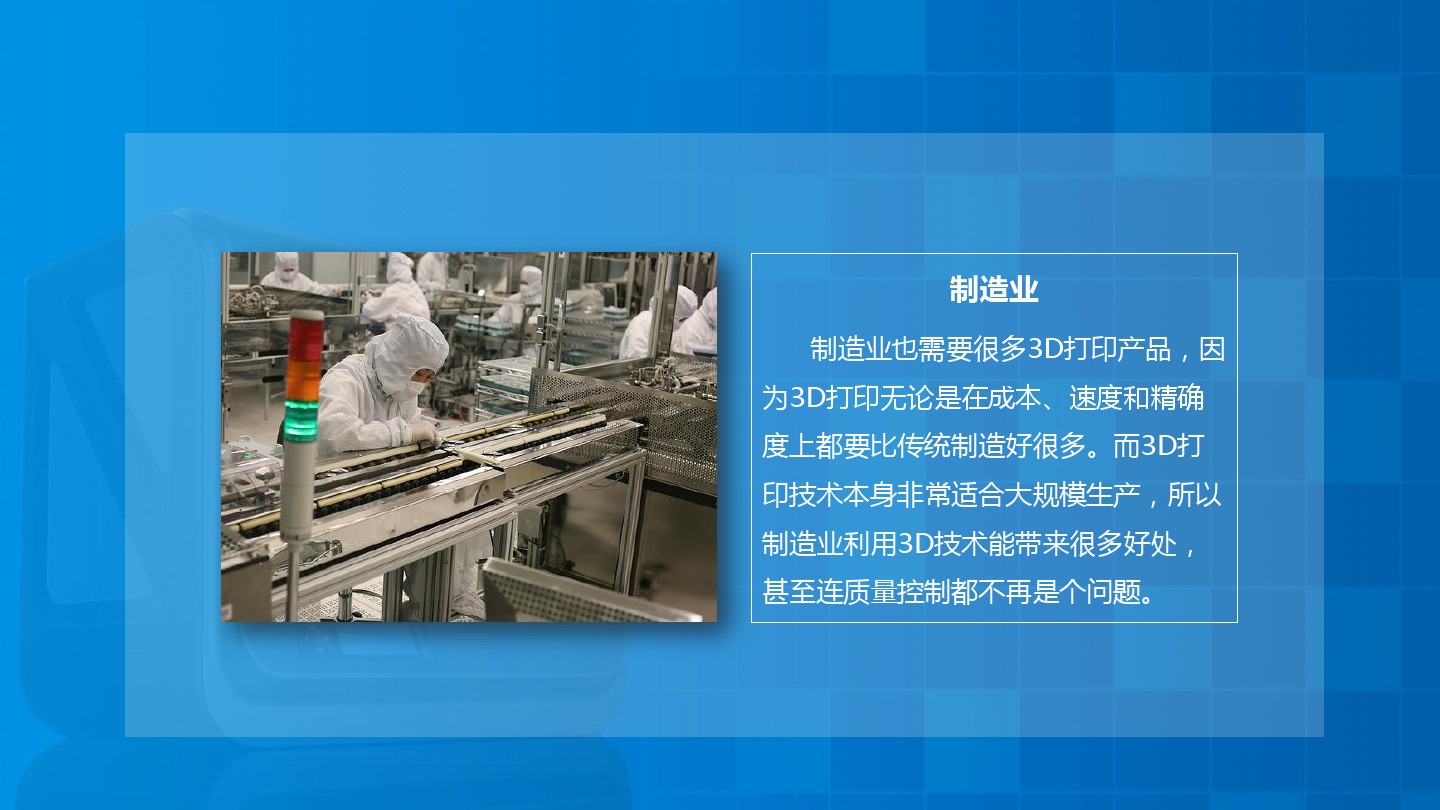 制造业
制造业也需要很多3D打印产品，因
为3D打印无论是在成本、速度和精确
度上都要比传统制造好很多。而3D打
印技术本身非常适合大规模生产，所以
制造业利用3D技术能带来很多好处，
甚至连质量控制都不再是个问题。